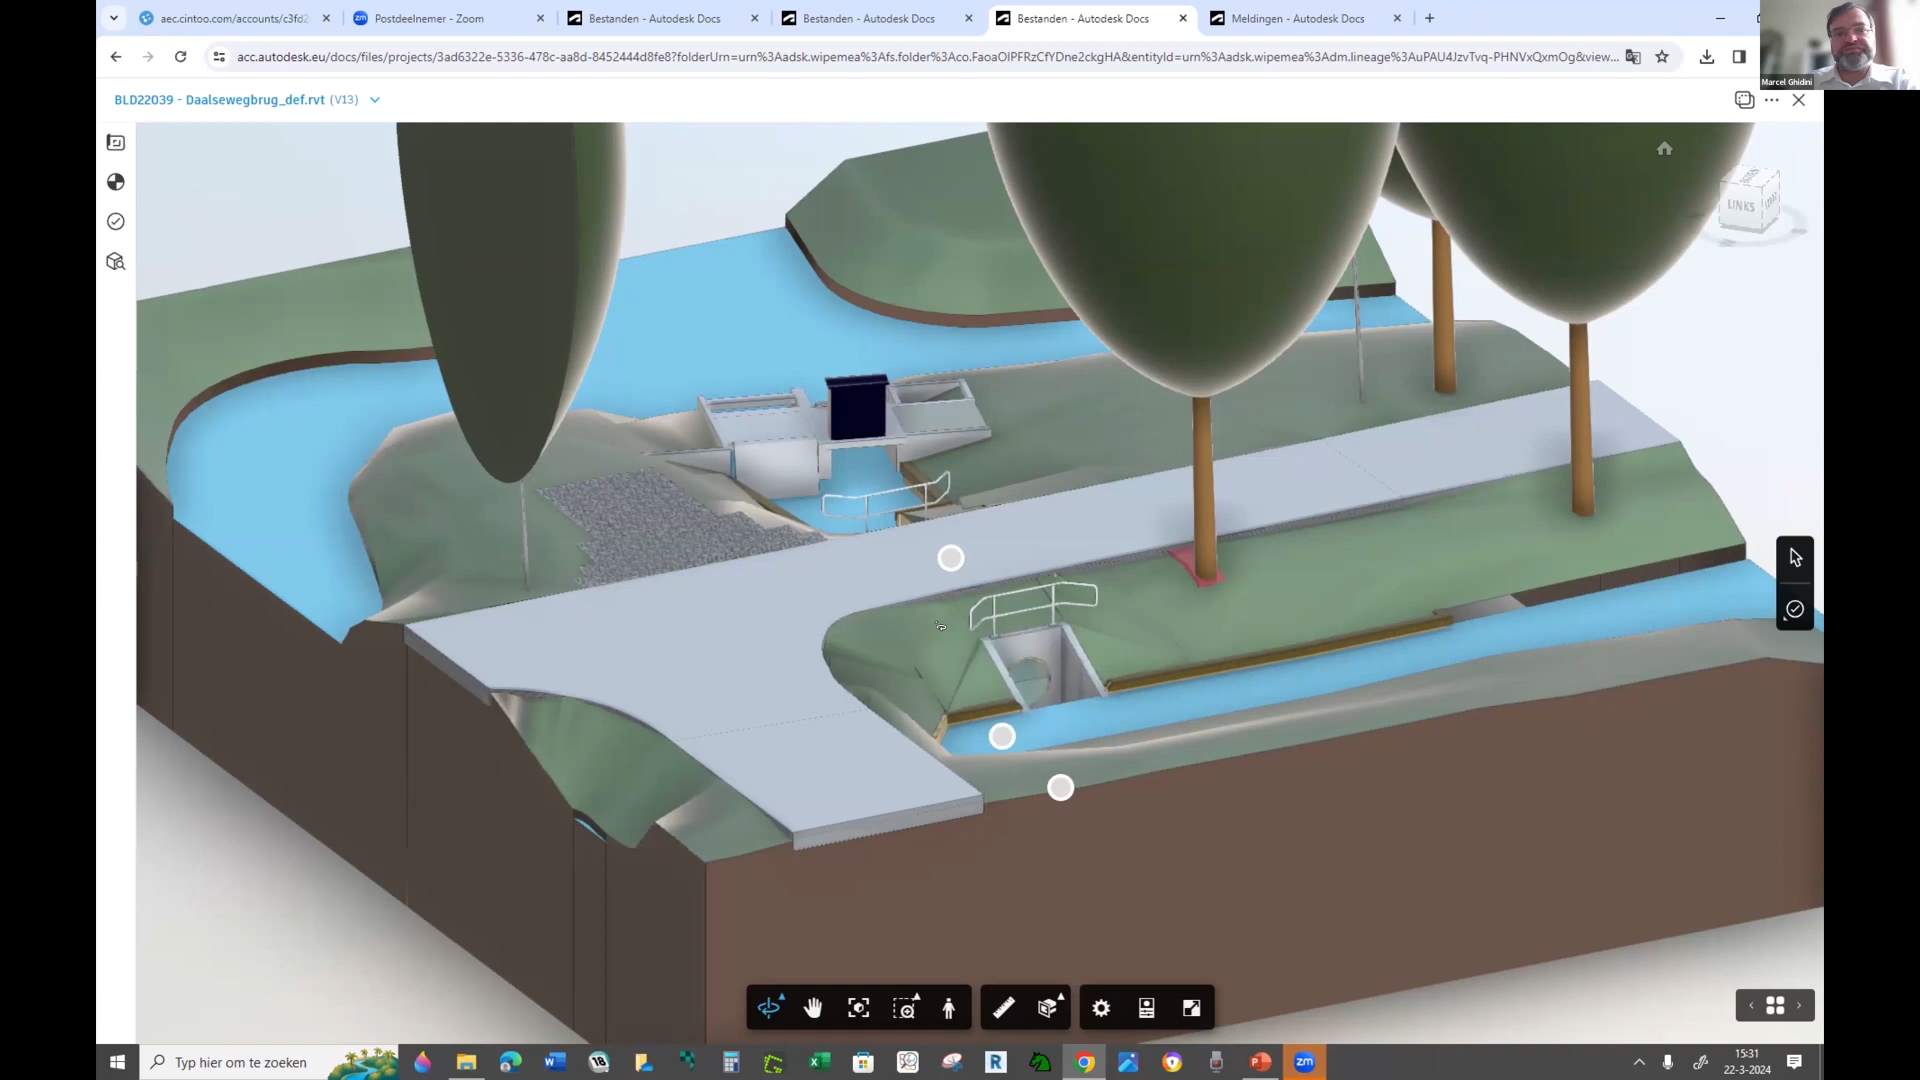 aec.cintoo.com/accounts/c3fd2
Postdeelnemer - Zoom
Bestanden - Autodesk Docs
Bestanden - Autodesk Docs
Bestanden - Autodesk Docs
Meldingen - Autodesk Docs
acc.autodesk.eu/docs/files/projects/3ad6322e-5336-478c-aa8d-8452444d8fe8?folderUrn=urn%3Aadsk.wipemea%3Afs.folder%3Aco.FaoaOlPFRzCfYDne2ckgHA&entityId=urn%3Aadsk.wipemea%3Adm.lineage%3AuPAU4JzvTvq-PHNVxQxmOg&view...
Marcel Ghidini
BLD22039 - Daalsewegbrug_def.rvt (V13)
LINKS
Typ hier om te zoeken
15:31
22-3-2024